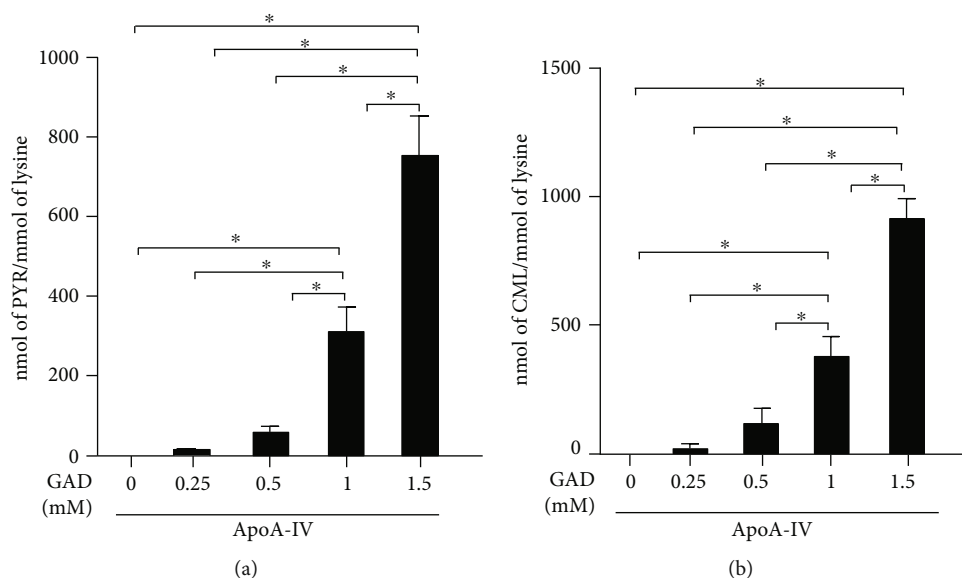 nmol of PYR/mmol of lysine
1000
800
600
400
200
0
* * * *
* * *
GAD
(mM)
0 0.25 0.5 1 1.5
ApoA-IV
(a)
nmol of CML/mmol of lysine
1500
1000
500
0
* * * *
* * *
GAD
(mM)
0 0.25 0.5 1 1.5
ApoA-IV
(b)